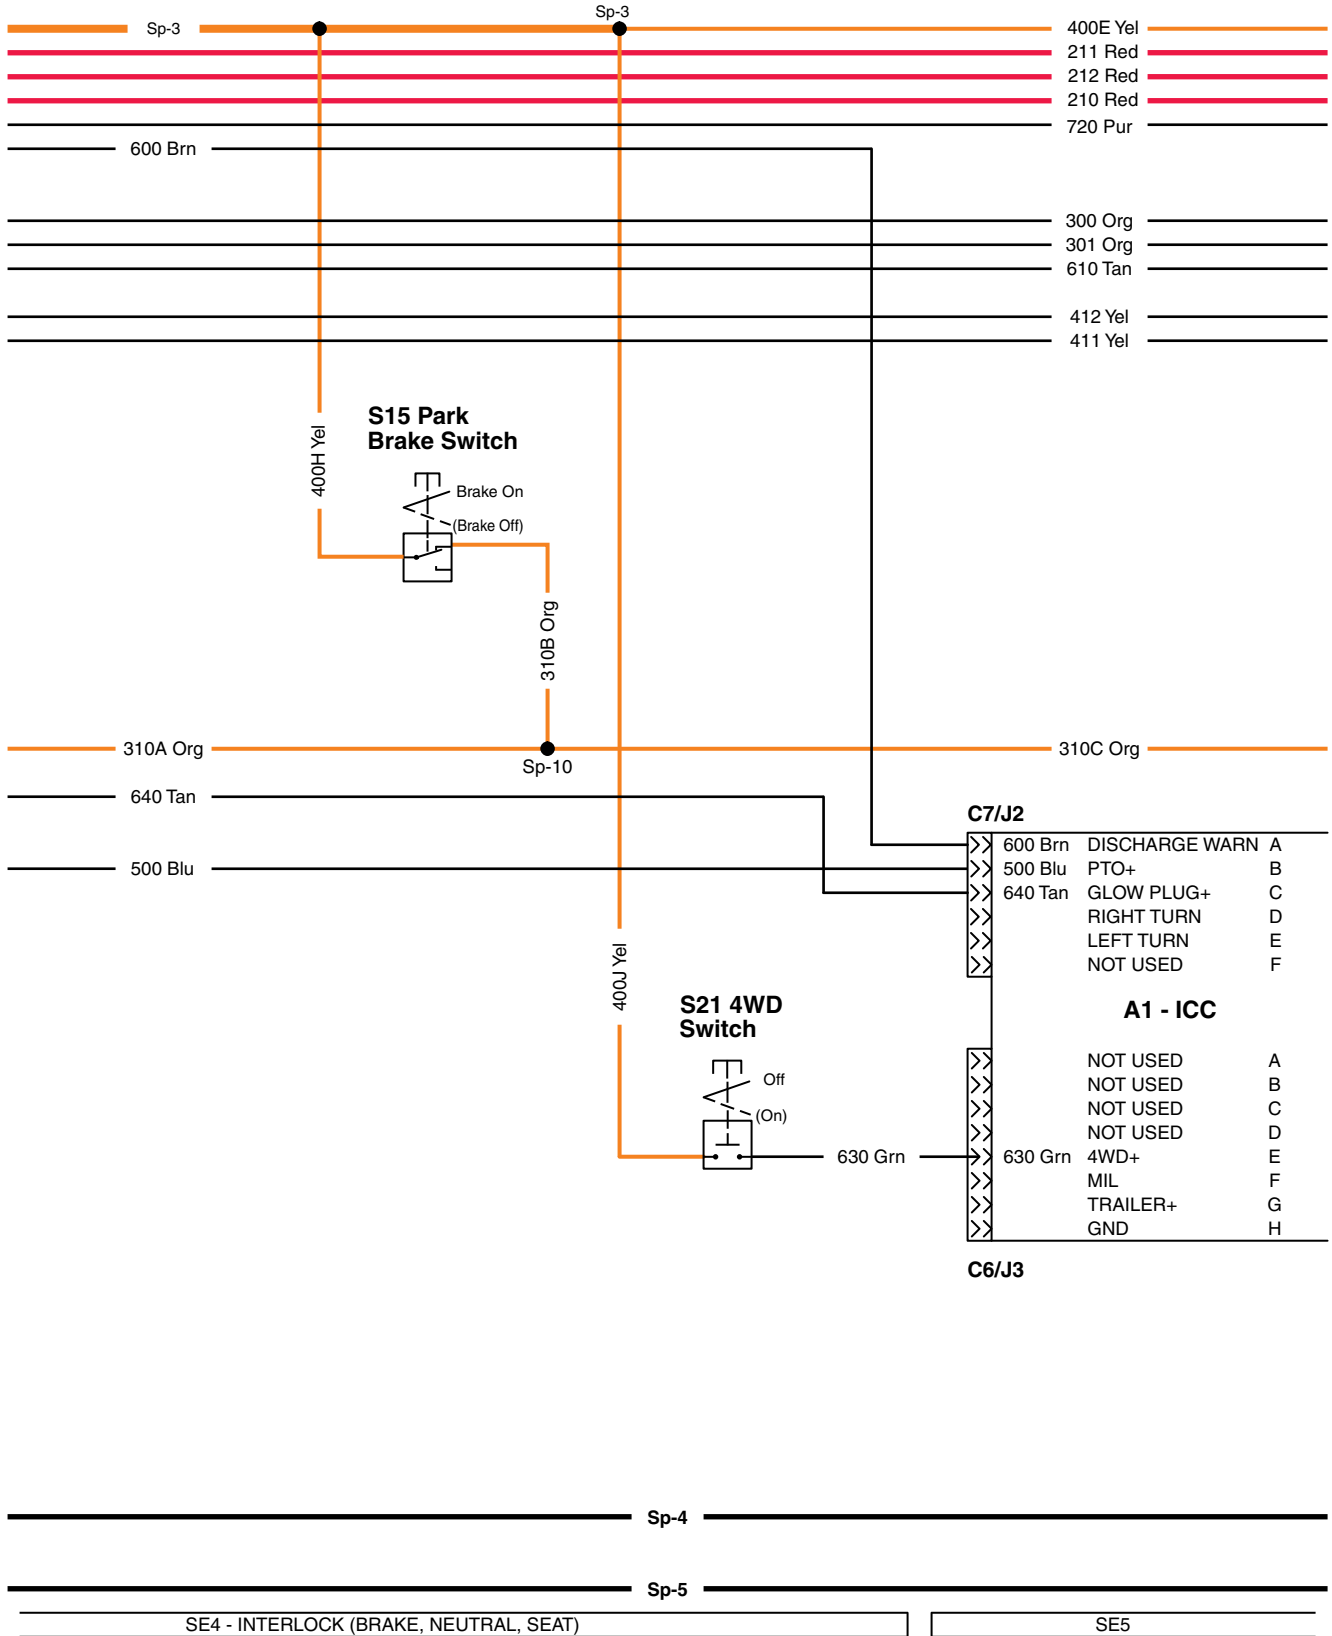 Sp-3
Sp-3
400E Yel
211 Red
212 Red
210 Red
720 Pur
600 Brn
300 Org
301 Org
610 Tan
412 Yel
411 Yel
S15 Park
Brake Switch
400H Yel
Brake On
(Brake Off)
310B Org
310A Org
310C Org
Sp-10
640 Tan
500 Blu
C7/J2
600 Brn DISCHARGE WARN A
500 Blu PTO+ B
640 Tan GLOW PLUG+ C
RIGHT TURN D
LEFT TURN E
NOT USED F
400J Yel
S21 4WD
Switch
A1 - ICC
Off
(On)
NOT USED A
NOT USED B
NOT USED C
NOT USED D
630 Grn
630 Grn 4WD+ E
MIL F
TRAILER+ G
GND H
C6/J3
Sp-4
Sp-5
SE4 - INTERLOCK (BRAKE, NEUTRAL, SEAT)
SE5